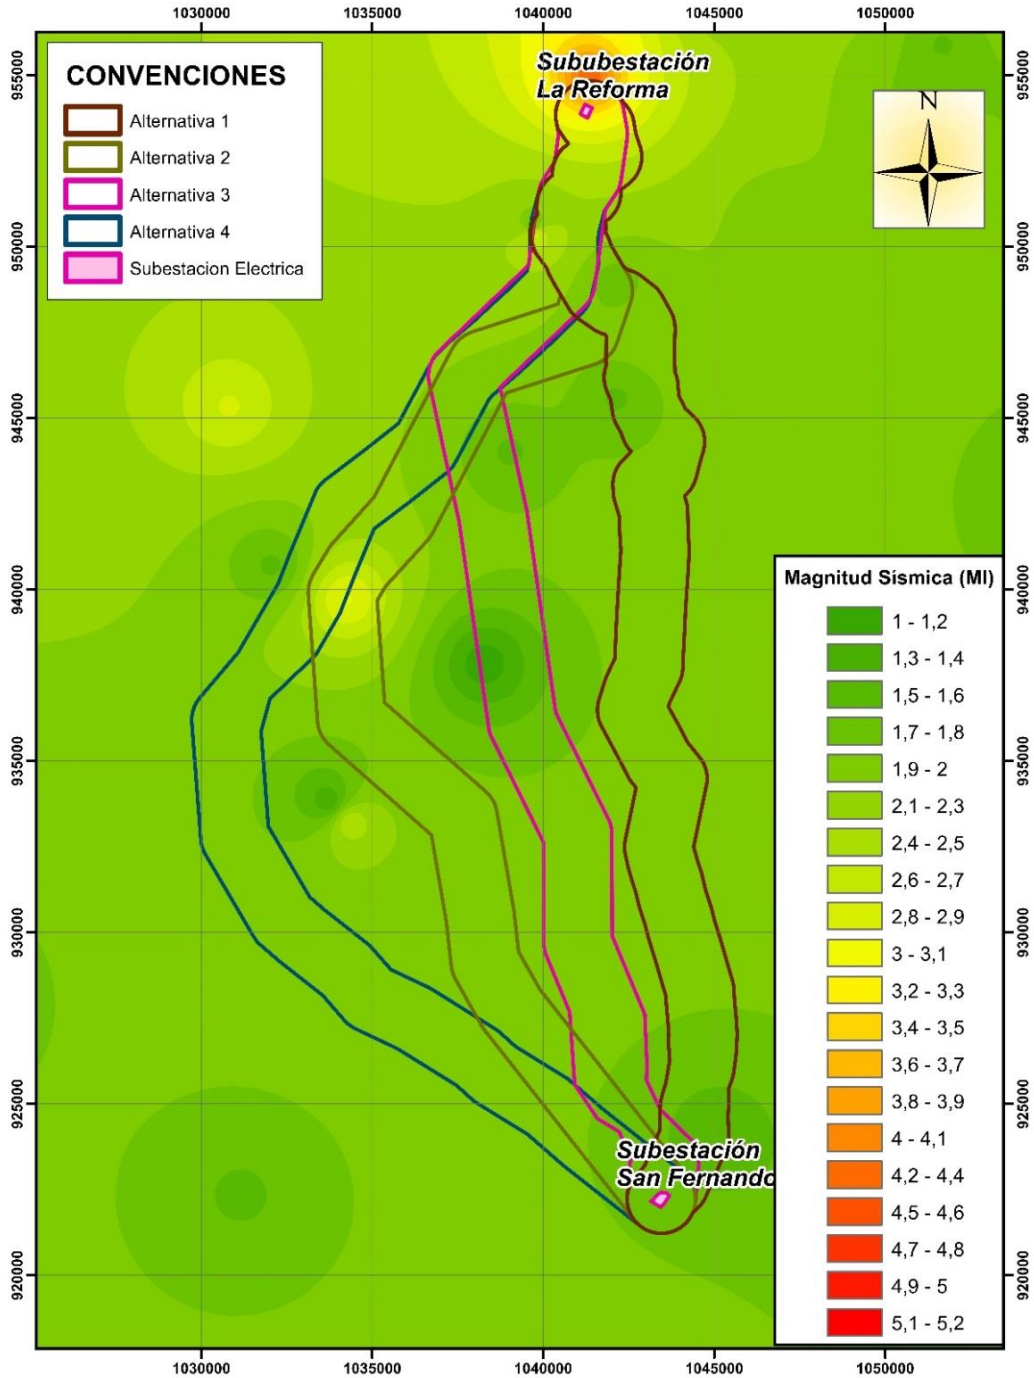 1030000 1035000 1040000 1045000 1050000
CONVENCIONES
Alternativa 1
Alternativa 2
Alternativa 3
Alternativa 4
Subestacion Electrica
Sububestación
La Reforma
N
955000 955000
950000 950000
945000 945000
940000 940000
935000 935000
930000 930000
925000 925000
920000 920000
Magnitud Sísmica (Ml)
1 - 1,2
1,3 - 1,4
1,5 - 1,6
1,7 - 1,8
1,9 - 2
2,1 - 2,3
2,4 - 2,5
2,6 - 2,7
2,8 - 2,9
3 - 3,1
3,2 - 3,3
3,4 - 3,5
3,6 - 3,7
3,8 - 3,9
4 - 4,1
4,2 - 4,4
4,5 - 4,6
4,7 - 4,8
4,9 - 5
5,1 - 5,2
Subestación
San Fernando
1030000 1035000 1040000 1045000 1050000